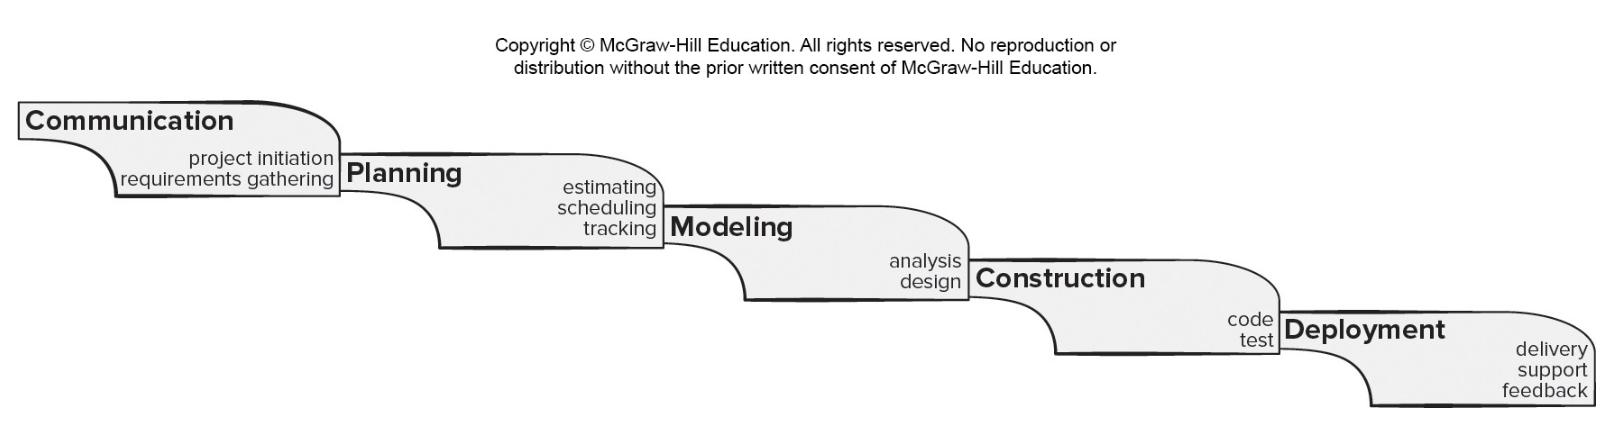 Copyright © McGraw-Hill Education. All rights reserved. No reproduction or
distribution without the prior written consent of McGraw-Hill Education.
Communication
project initiation
requirements gathering
Planning
estimating
scheduling
tracking
Modeling
analysis
design
Construction
code
test
Deployment
delivery
support
feedback